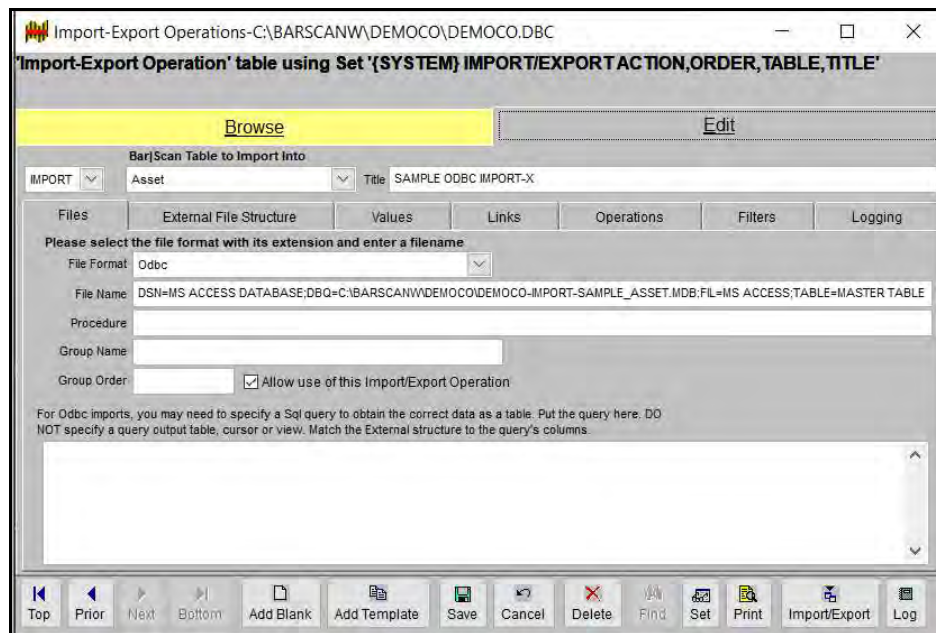 Import-Export Operations-C:\BARSCANW\DEMOCO\DEMOCO.DBC
'Import-Export Operation' table using Set '{SYSTEM} IMPORT/EXPORT ACTION,ORDER,TABLE,TITLE'
Browse
Edit
Bar|Scan Table to Import Into
IMPORT Asset Title SAMPLE ODBC IMPORT-X
Files External File Structure Values Links Operations Filters Logging
Please select the file format with its extension and enter a filename
File Format Odbc
File Name DSN=MS ACCESS DATABASE;DBQ=C:\BARSCANW\DEMOCO\DEMOCO-IMPORT-SAMPLE_ASSET.MDB;FIL=MS ACCESS;TABLE=MASTER TABLE
Procedure
Group Name
Group Order Allow use of this Import/Export Operation
For Odbc imports, you may need to specify a Sql query to obtain the correct data as a table. Put the query here. DO
NOT specify a query output table, cursor or view. Match the External structure to the query's columns.
Top Prior Next Bottom Add Blank Add Template Save Cancel Delete Find Set Print Import/Export Log